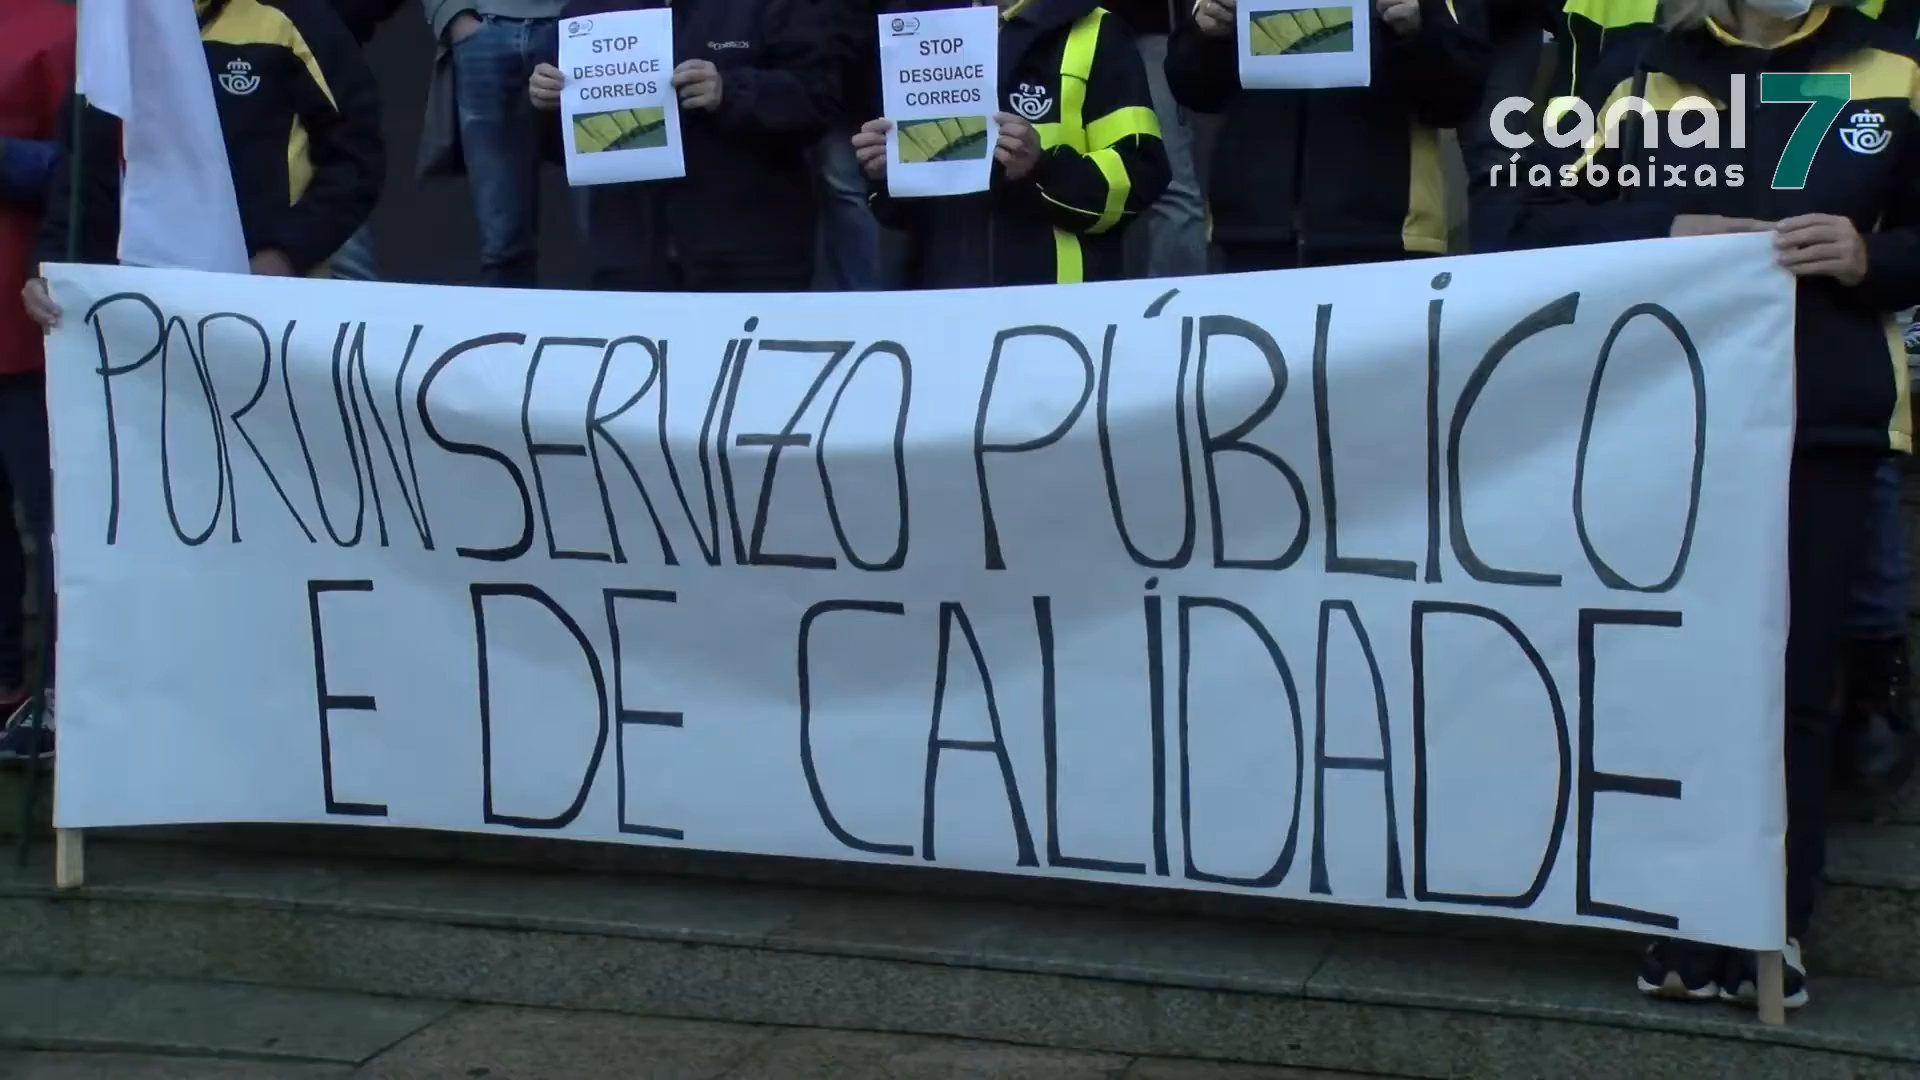 STOP
DESGUACE
CORREOS
STOP
DESGUACE
CORREOS
canal 7
ríasbaixas
POR UN SERVIZO PÚBLICO
E DE CALIDADE